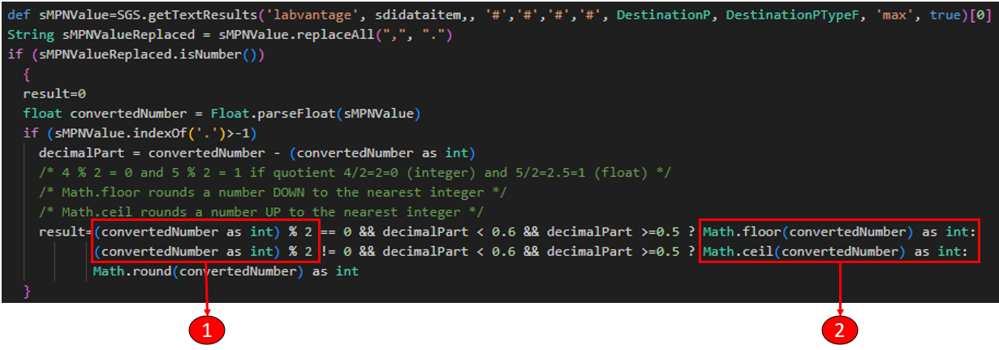 def sMPNValue=SGS.getTextResults('labvantage', sdidataitem,, '#','#','#','#', DestinationP, DestinationPTypeF, 'max', true)[0]
String sMPNValueReplaced = sMPNValue.replaceAll(",", ".")
if (sMPNValueReplaced.isNumber())
{
result=0
float convertedNumber = Float.parseFloat(sMPNValue)
if (sMPNValue.indexOf('.')>-1)
decimalPart = convertedNumber - (convertedNumber as int)
/* 4 % 2 = 0 and 5 % 2 = 1 if quotient 4/2=2=0 (integer) and 5/2=2.5=1 (float) */
/* Math.floor rounds a number DOWN to the nearest integer */
/* Math.ceil rounds a number UP to the nearest integer */
result=(convertedNumber as int) % 2 == 0 && decimalPart < 0.6 && decimalPart >=0.5 ? Math.floor(convertedNumber) as int:
(convertedNumber as int) % 2 != 0 && decimalPart < 0.6 && decimalPart >=0.5 ? Math.ceil(convertedNumber) as int:
Math.round(convertedNumber) as int
}
1 2